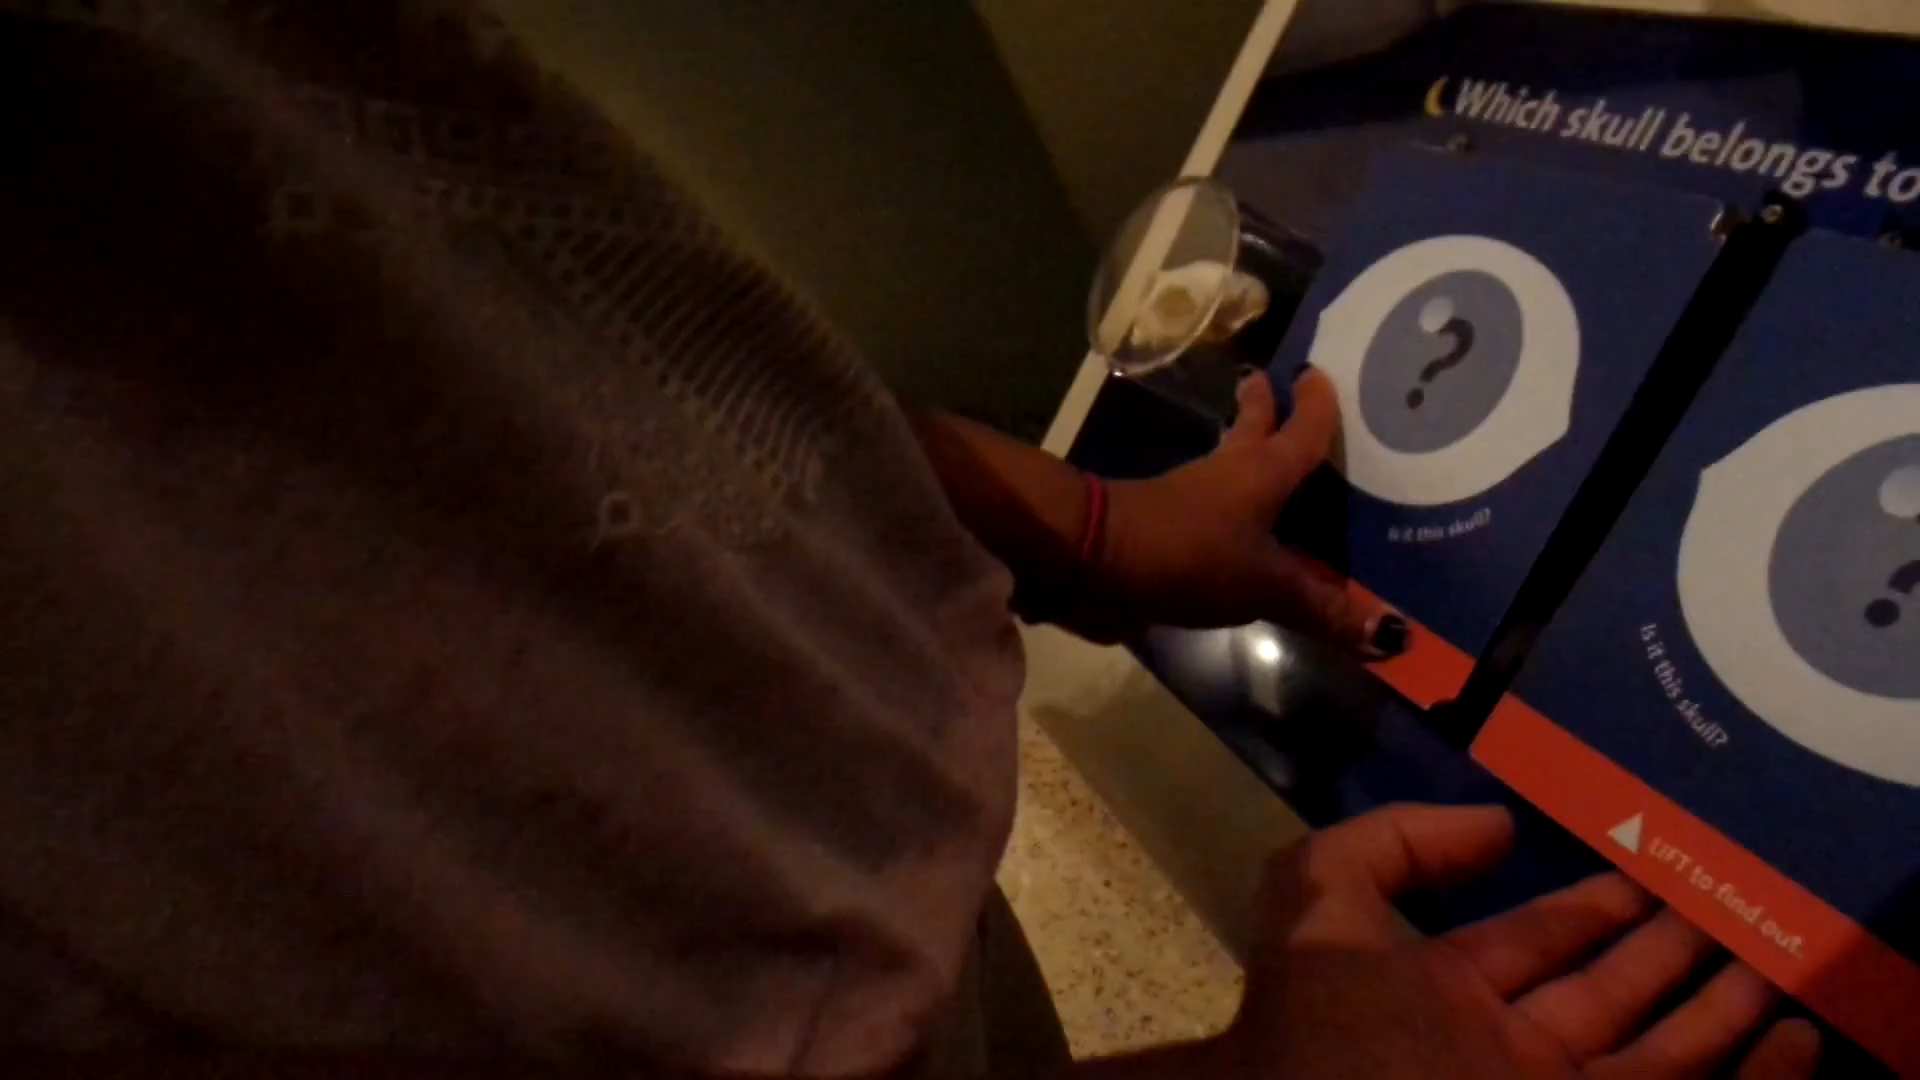 Which skull belongs to
?
Is it this skull?
?
Is it this skull?
LIFT to find out.